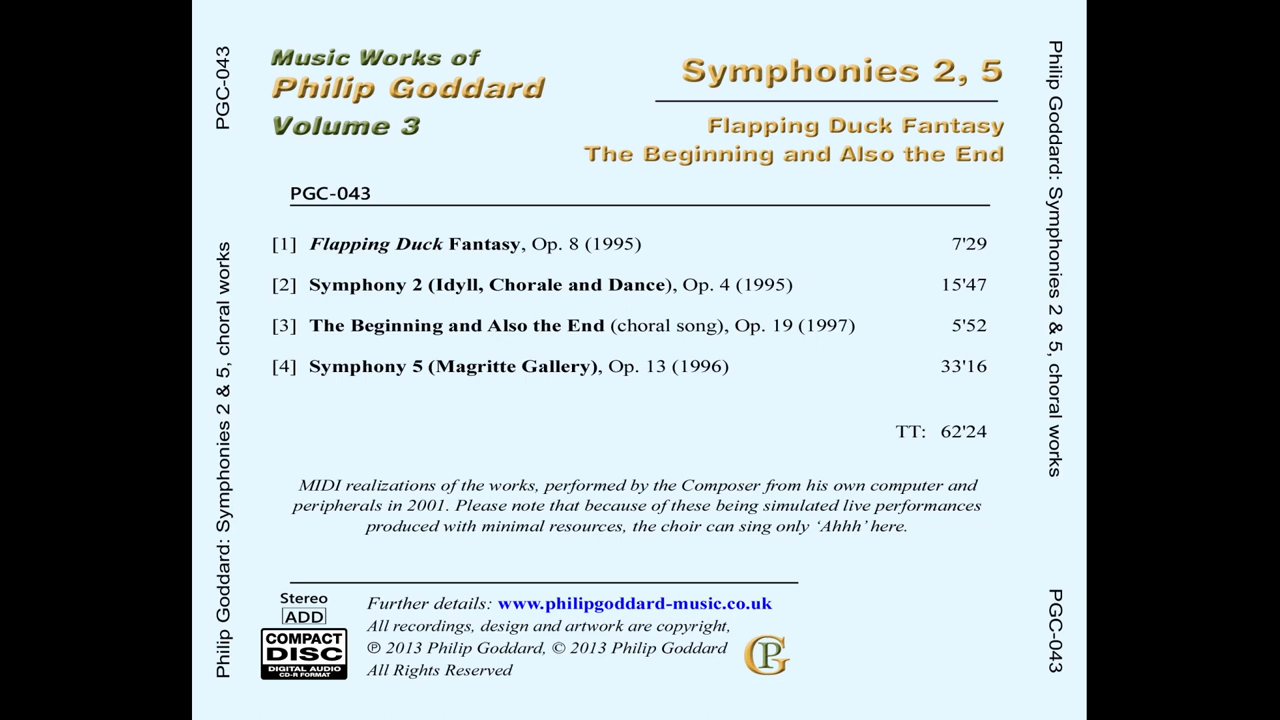 Music Works of
Philip Goddard
Volume 3
Symphonies 2, 5
Flapping Duck Fantasy
The Beginning and Also the End
PGC-043
[1] Flapping Duck Fantasy, Op. 8 (1995) 7'29
[2] Symphony 2 (Idyll, Chorale and Dance), Op. 4 (1995) 15'47
[3] The Beginning and Also the End (choral song), Op. 19 (1997) 5'52
[4] Symphony 5 (Magritte Gallery), Op. 13 (1996) 33'16
TT: 62'24
MIDI realizations of the works, performed by the Composer from his own computer and
peripherals in 2001. Please note that because of these being simulated live performances
produced with minimal resources, the choir can sing only ‘Ahhh’ here.
Stereo
ADD
COMPACT
DISC
DIGITAL AUDIO
CD-R FORMAT
Further details: www.philipgoddard-music.co.uk
All recordings, design and artwork are copyright,
℗ 2013 Philip Goddard, © 2013 Philip Goddard
All Rights Reserved
GP
Philip Goddard: Symphonies 2 & 5, choral works PGC-043
Philip Goddard: Symphonies 2 & 5, choral works PGC-043